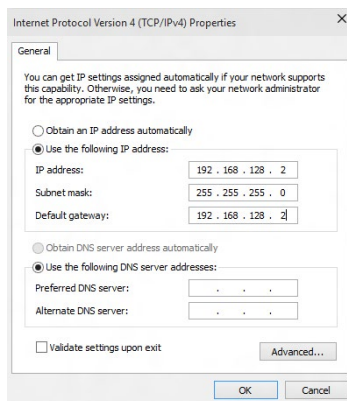 Internet Protocol Version 4 (TCP/IPv4) Properties
General
You can get IP settings assigned automatically if your network supports
this capability. Otherwise, you need to ask your network administrator
for the appropriate IP settings.
Obtain an IP address automatically
Use the following IP address:
IP address: 192 . 168 . 128 . 2
Subnet mask: 255 . 255 . 255 . 0
Default gateway: 192 . 168 . 128 . 2
Obtain DNS server address automatically
Use the following DNS server addresses:
Preferred DNS server: . . .
Alternate DNS server: . . .
Validate settings upon exit
Advanced...
OK Cancel